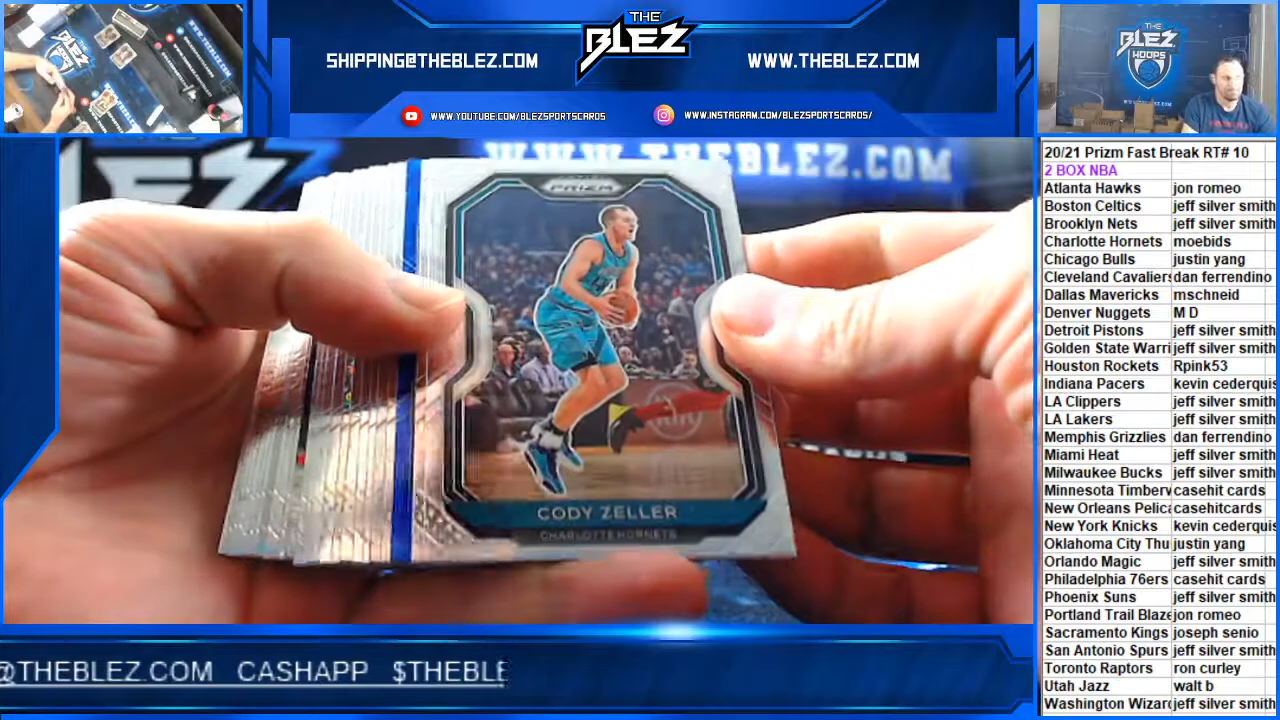 THE
BLEZ
SHIPPING@THEBLEZ.COM
WWW.THEBLEZ.COM
WWW.YOUTUBE.COM/BLEZSPORTSCARDS
WWW.INSTAGRAM.COM/BLEZSPORTSCARDS/
THE
BLEZ
HOOPS
WWW.THEBLEZ.COM
PRIZM
CODY ZELLER
CHARLOTTE HORNETS
20/21 Prizm Fast Break RT# 10
2 BOX NBA
Atlanta Hawks jon romeo
Boston Celtics jeff silver smith
Brooklyn Nets jeff silver smith
Charlotte Hornets moebids
Chicago Bulls justin yang
Cleveland Cavaliers dan ferrendino
Dallas Mavericks mschneid
Denver Nuggets M D
Detroit Pistons jeff silver smith
Golden State Warri jeff silver smith
Houston Rockets Rpink53
Indiana Pacers kevin cederquis
LA Clippers jeff silver smith
LA Lakers jeff silver smith
Memphis Grizzlies dan ferrendino
Miami Heat jeff silver smith
Milwaukee Bucks jeff silver smith
Minnesota Timberv casehit cards
New Orleans Pelica casehitcards
New York Knicks kevin cederquis
Oklahoma City Thu justin yang
Orlando Magic jeff silver smith
Philadelphia 76ers casehit cards
Phoenix Suns jeff silver smith
Portland Trail Blaze jon romeo
Sacramento Kings joseph senio
San Antonio Spurs jeff silver smith
Toronto Raptors ron curley
Utah Jazz walt b
Washington Wizard jeff silver smith
@THEBLEZ.COM CASHAPP $THEBLE